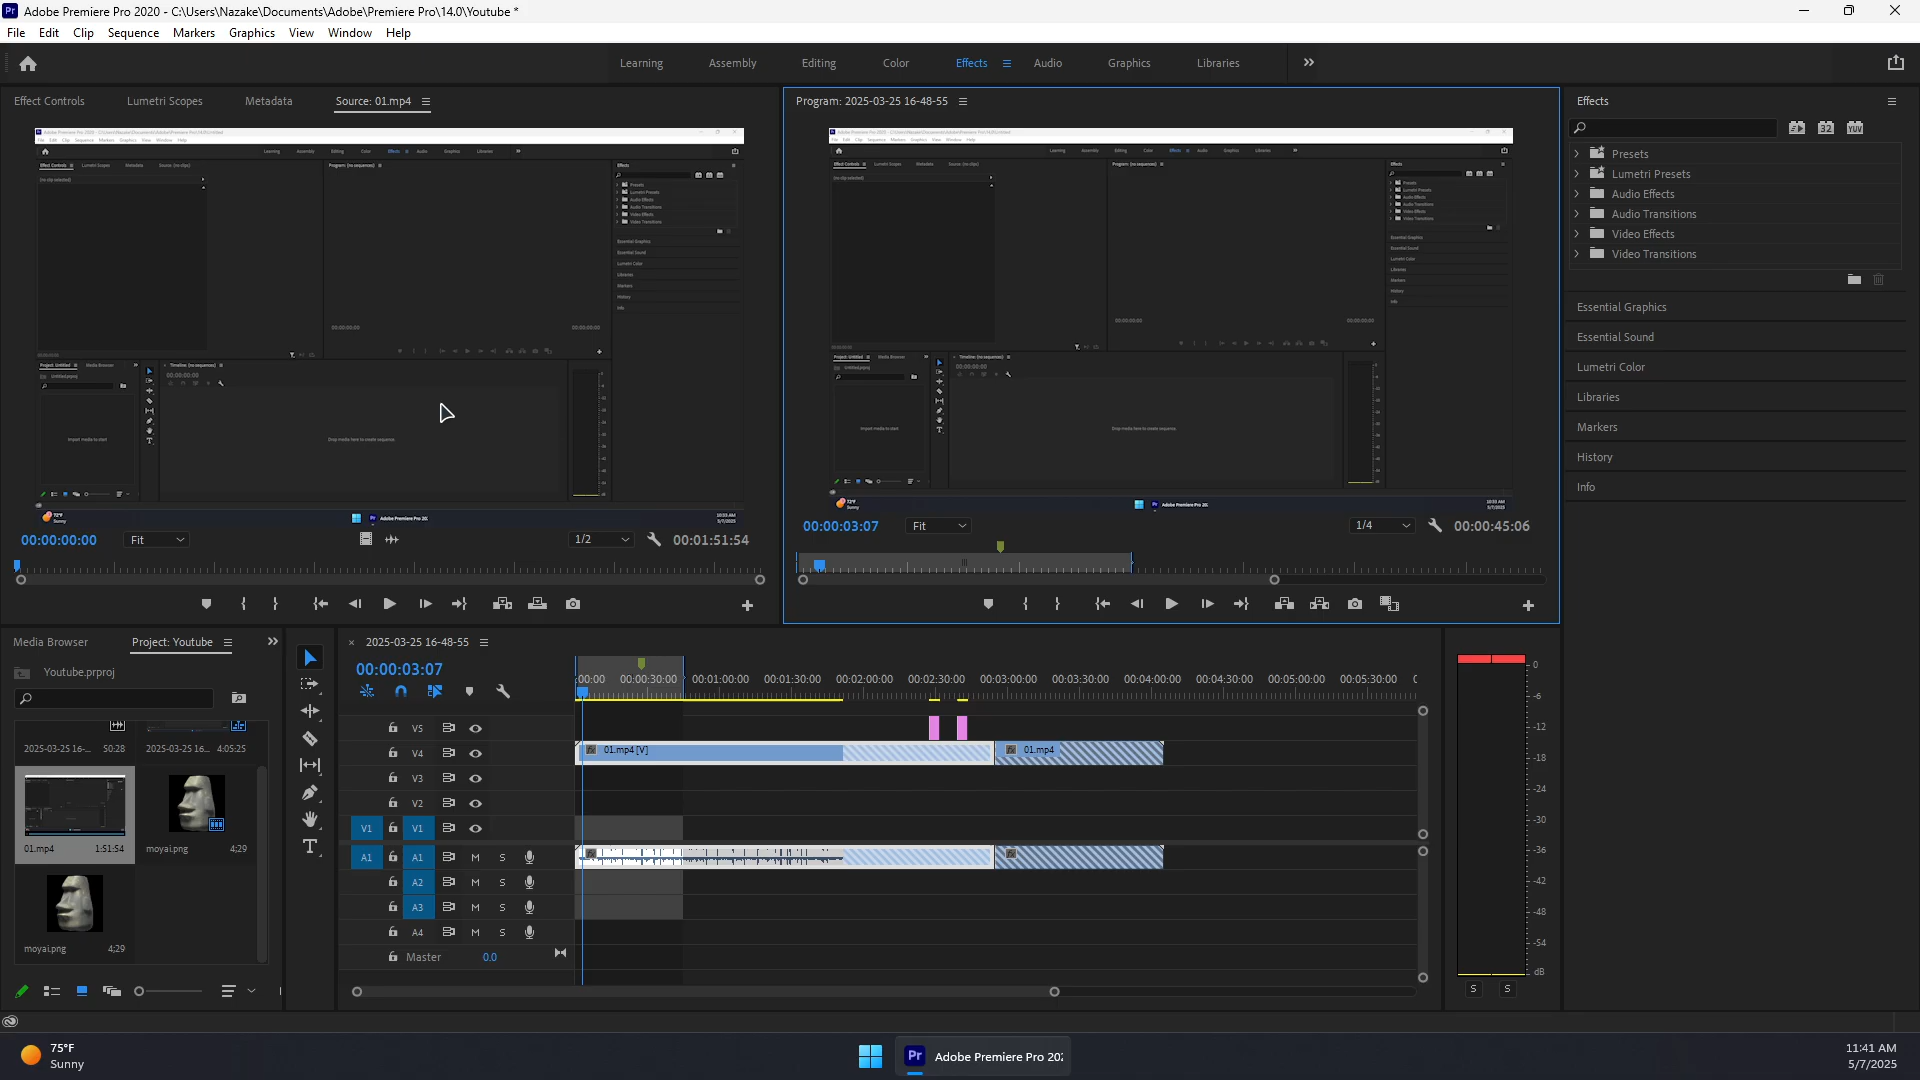 Adobe Premiere Pro 2020 - C:\Users\Nazake\Documents\Adobe\Premiere Pro\14.0\Youtube *
File Edit Clip Sequence Markers Graphics View Window Help
Learning Assembly Editing Color Effects Audio Graphics Libraries
Effect Controls Lumetri Scopes Metadata Source: 01.mp4
Program: 2025-03-25 16-48-55
Effects
Presets
Lumetri Presets
Audio Effects
Audio Transitions
Video Effects
Video Transitions
Essential Graphics
Essential Sound
Lumetri Color
Libraries
Markers
History
Info
00:00:00:00 Fit 1/2 00:01:51:54
00:00:03:07 Fit 1/4 00:00:45:06
Media Browser Project: Youtube
Youtube.prproj
2025-03-25 16-... 50:28 2025-03-25 16... 4:05:25
01.mp4 1:51:54 moyai.png 4;29
moyai.png 4;29
2025-03-25 16-48-55
00:00:03:07
:00:00 00:00:30:00 00:01:00:00 00:01:30:00 00:02:00:00 00:02:30:00 00:03:00:00 00:03:30:00 00:04:00:00 00:04:30:00 00:05:00:00 00:05:30:00
V5
V4 01.mp4 [V] 01.mp4
V3
V2
V1 V1
A1 A1 M S
A2 M S
A3 M S
A4 M S
Master 0.0
0
-6
-12
-18
-24
-30
-36
-42
-48
-54
dB
S S
75°F
Sunny
Adobe Premiere Pro 202
11:41 AM
5/7/2025